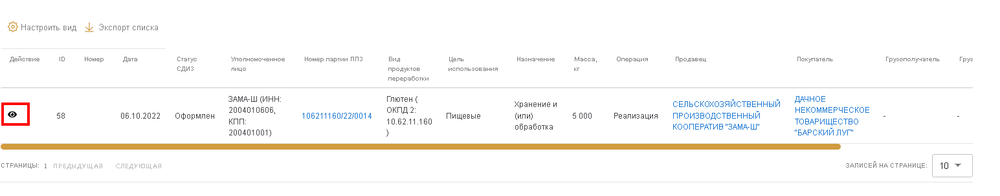 Настроить вид Экспорт списка
Действие ID Номер Дата Статус СДИЗ Уполномоченное лицо Номер партии ППЗ Вид продуктов переработки Цель использования Назначение Масса, кг Операция Продавец Покупатель Грузополучатель Груз
58 06.10.2022 Оформлен ЗАМА-Ш (ИНН: 2004010606, КПП: 200401001) 106211160/22/0014 Глютен ( ОКПД 2: 10.62.11.160 ) Пищевые Хранение и (или) обработка 5 000 Реализация СЕЛЬСКОХОЗЯЙСТВЕННЫЙ ПРОИЗВОДСТВЕННЫЙ КООПЕРАТИВ "ЗАМА-Ш" ДАЧНОЕ НЕКОММЕРЧЕСКОЕ ТОВАРИЩЕСТВО "БАРСКИЙ ЛУГ" - -
СТРАНИЦЫ: 1 ПРЕДЫДУЩАЯ СЛЕДУЮЩАЯ ЗАПИСЕЙ НА СТРАНИЦЕ: 10